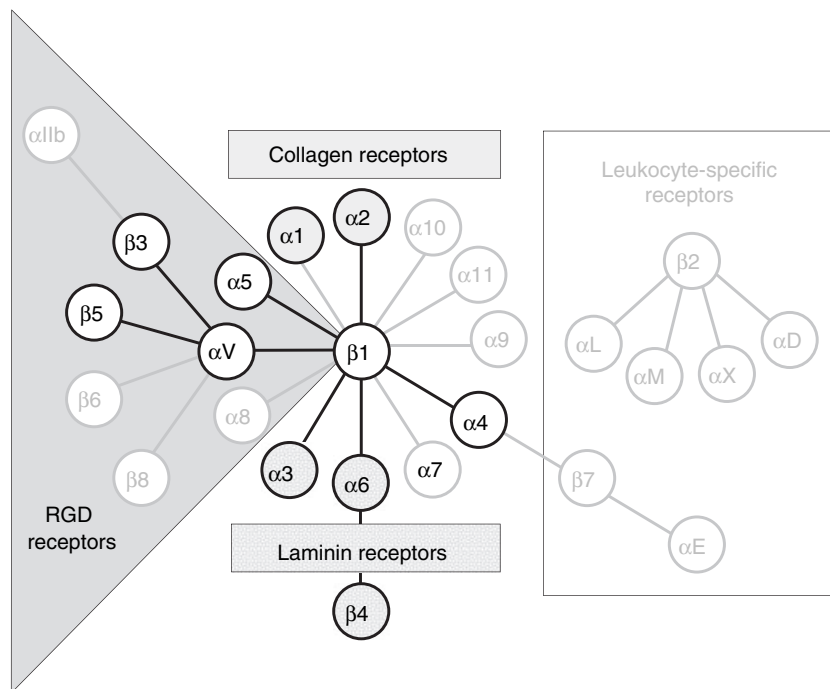 αIIb
Collagen receptors
Leukocyte-specific
receptors
α1
α2
α10
β3
α5
α11
β2
β5
αV
β1
α9
αL
αM
αX
αD
β6
α8
α4
α3
α6
α7
β8
β7
RGD
receptors
Laminin receptors
αE
β4